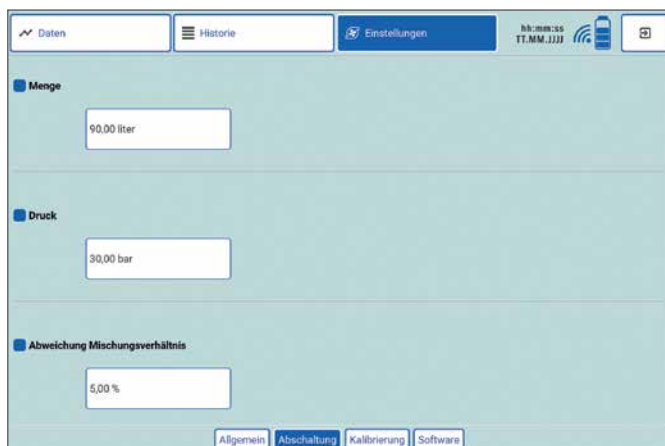 Daten
Historie
Einstellungen
hh:mm:ss
TT.MM.JJJJ
Menge
90,00 liter
Druck
30,00 bar
Abweichung Mischungsverhältnis
5,00 %
Allgemein Abschaltung Kalibrierung Software